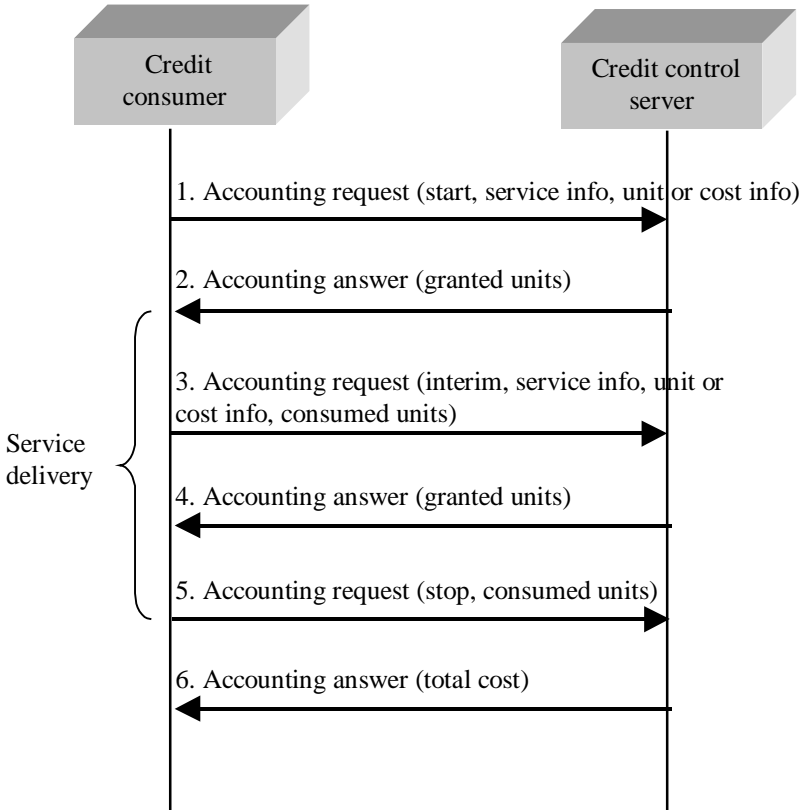 Credit
consumer
Credit control
server
1. Accounting request (start, service info, unit or cost info)
2. Accounting answer (granted units)
3. Accounting request (interim, service info, unit or
cost info, consumed units)
Service
delivery
4. Accounting answer (granted units)
5. Accounting request (stop, consumed units)
6. Accounting answer (total cost)